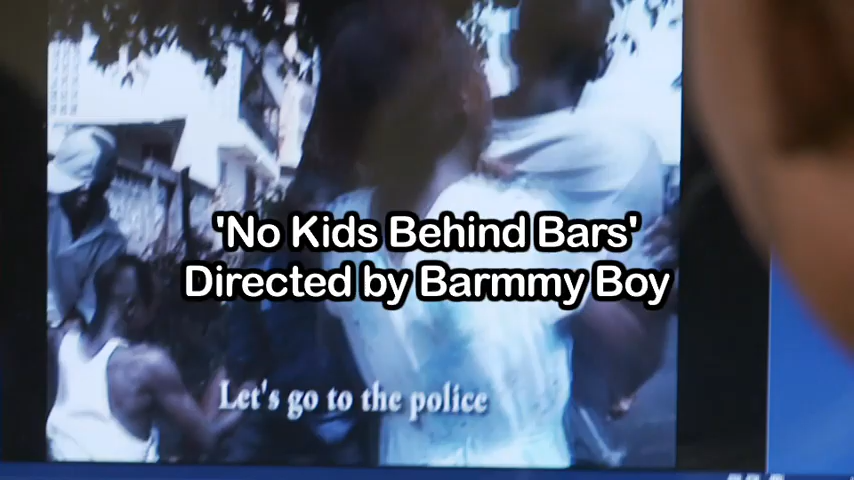 'No Kids Behind Bars'
Directed by Barmmy Boy
Let's go to the police